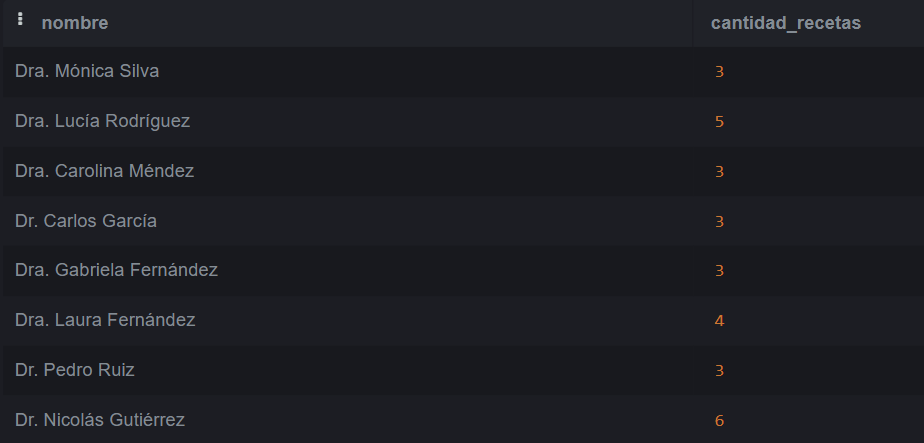 nombre cantidad_recetas
Dra. Mónica Silva 3
Dra. Lucía Rodríguez 5
Dra. Carolina Méndez 3
Dr. Carlos García 3
Dra. Gabriela Fernández 3
Dra. Laura Fernández 4
Dr. Pedro Ruiz 3
Dr. Nicolás Gutiérrez 6